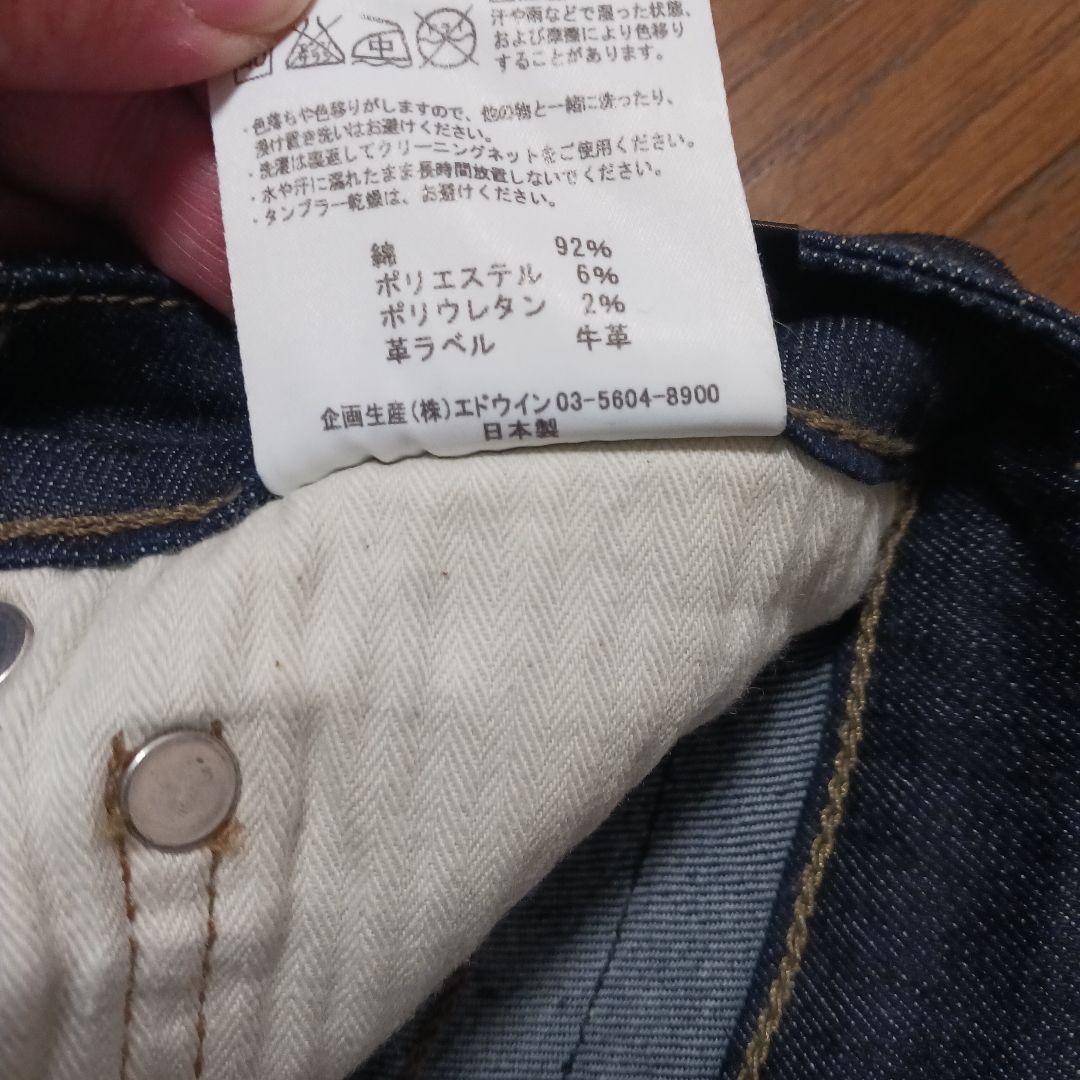 汗や雨などで湿った状態、
および摩擦により色移り
することがあります。
エンソサラシ
中
・色落ちや色移りがしますので、他の物と一緒に洗ったり、
漬け置き洗いはお避けください。
・洗濯は裏返してクリーニングネットをご使用ください。
・水や汗に濡れたまま長時間放置しないでください。
・タンブラー乾燥は、お避けください。
綿 92%
ポリエステル 6%
ポリウレタン 2%
革ラベル 牛革
企画生産(株)エドウイン03-5604-8900
日本製